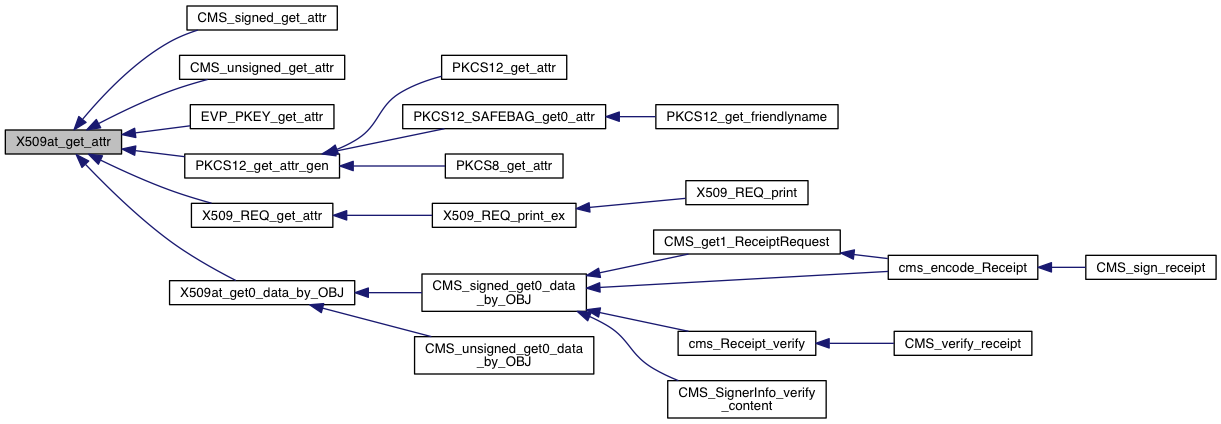 CMS_signed_get_attr
CMS_unsigned_get_attr
PKCS12_get_attr
EVP_PKEY_get_attr
PKCS12_SAFEBAG_get0_attr
PKCS12_get_friendlyname
X509at_get_attr
PKCS12_get_attr_gen
PKCS8_get_attr
X509_REQ_print
X509_REQ_get_attr
X509_REQ_print_ex
CMS_get1_ReceiptRequest
cms_encode_Receipt
CMS_sign_receipt
X509at_get0_data_by_OBJ
CMS_signed_get0_data
_by_OBJ
cms_Receipt_verify
CMS_verify_receipt
CMS_unsigned_get0_data
_by_OBJ
CMS_SignerInfo_verify
_content